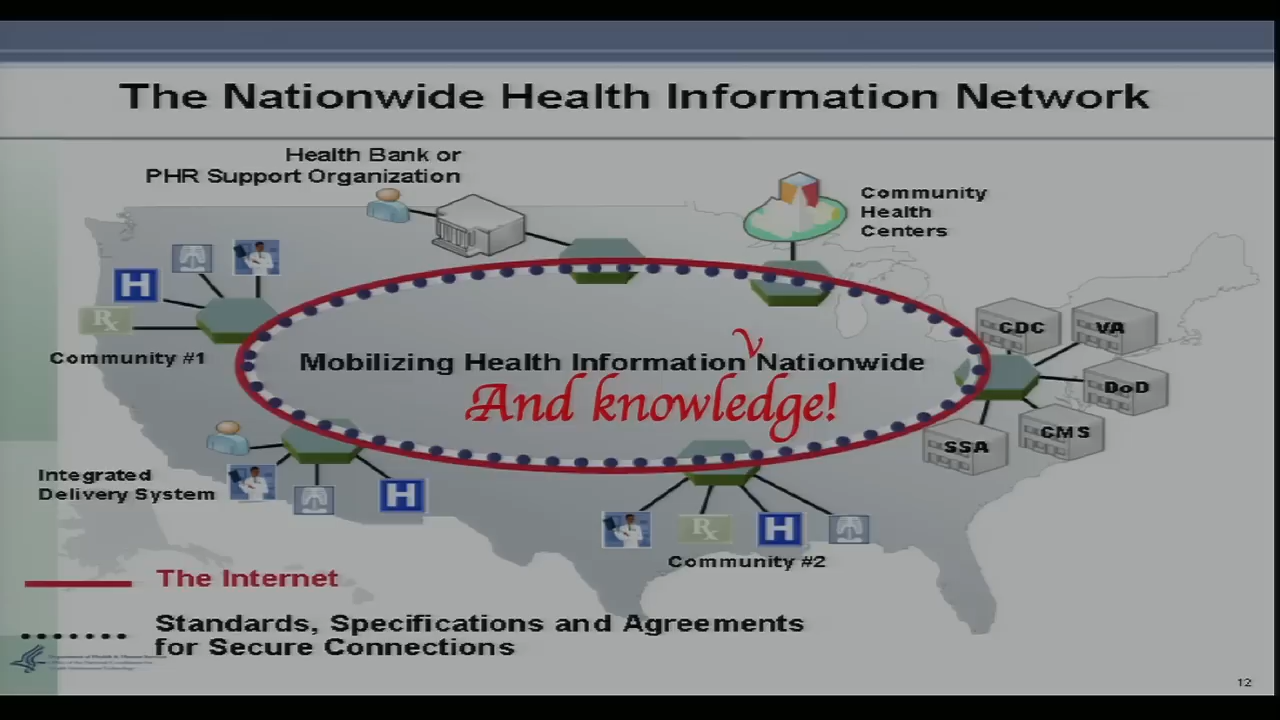 The Nationwide Health Information Network
Health Bank or
PHR Support Organization
Community
Health
Centers
H
Rx
Community #1
CDC
VA
DoD
CMS
SSA
Mobilizing Health Information v Nationwide
And knowledge!
Integrated
Delivery System
H
Rx
H
Community #2
The Internet
Standards, Specifications and Agreements
for Secure Connections
12